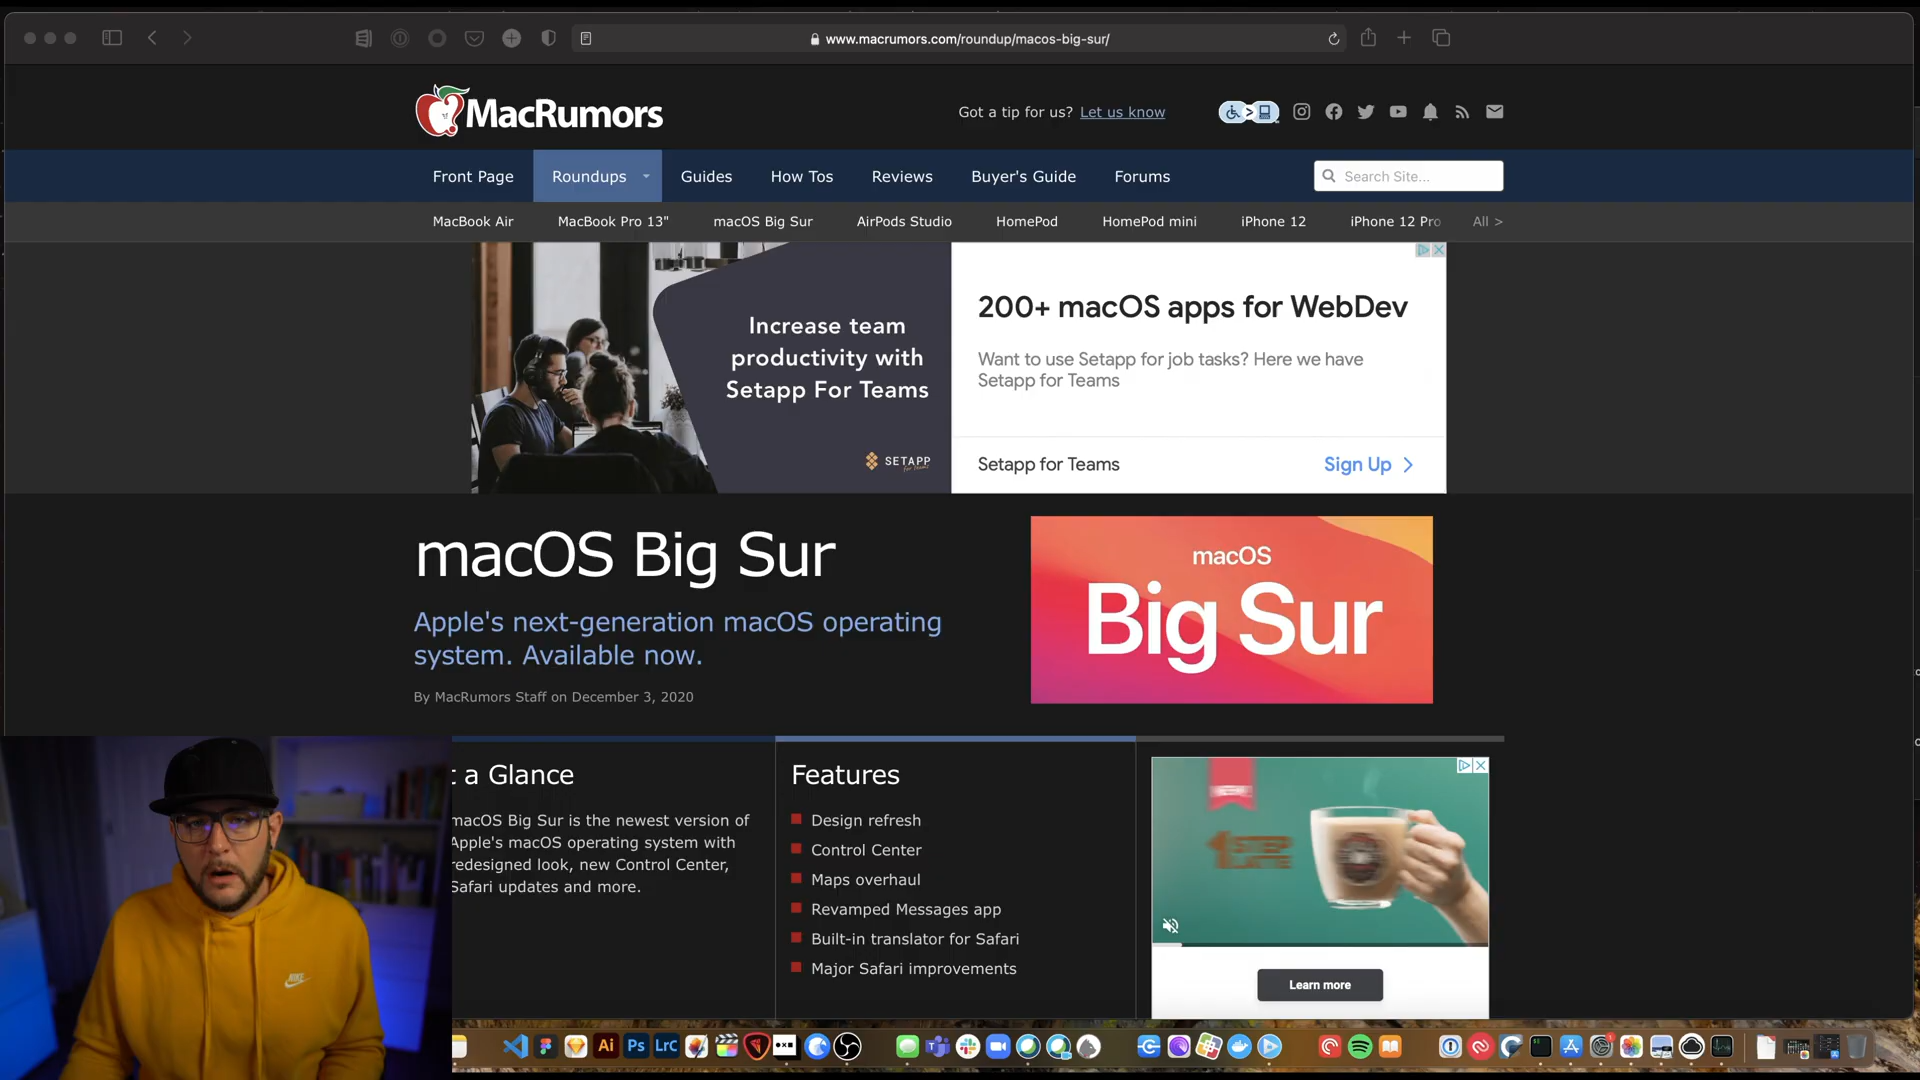 www.macrumors.com/roundup/macos-big-sur/
MacRumors
Got a tip for us? Let us know
Front Page Roundups Guides How Tos Reviews Buyer's Guide Forums Search Site...
MacBook Air MacBook Pro 13" macOS Big Sur AirPods Studio HomePod HomePod mini iPhone 12 iPhone 12 Pro All >
Increase team
productivity with
Setapp For Teams
SETAPP
for Teams
200+ macOS apps for WebDev
Want to use Setapp for job tasks? Here we have
Setapp for Teams
Setapp for Teams Sign Up
macOS Big Sur
Apple's next-generation macOS operating
system. Available now.
By MacRumors Staff on December 3, 2020
macOS
Big Sur
t a Glance
macOS Big Sur is the newest version of
Apple's macOS operating system with
redesigned look, new Control Center,
Safari updates and more.
Features
Design refresh
Control Center
Maps overhaul
Revamped Messages app
Built-in translator for Safari
Major Safari improvements
Learn more
NIKE
Ai Ps LrC